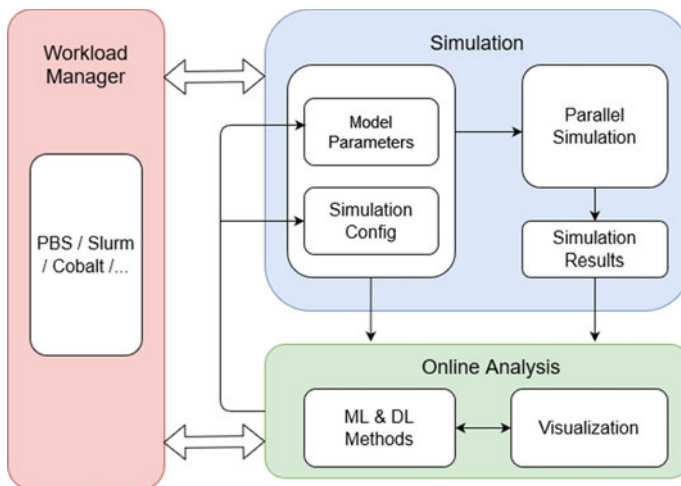 Workload
Manager
PBS / Slurm
/ Cobalt /...
Simulation
Model
Parameters
Simulation
Config
Parallel
Simulation
Simulation
Results
Online Analysis
ML & DL
Methods
Visualization